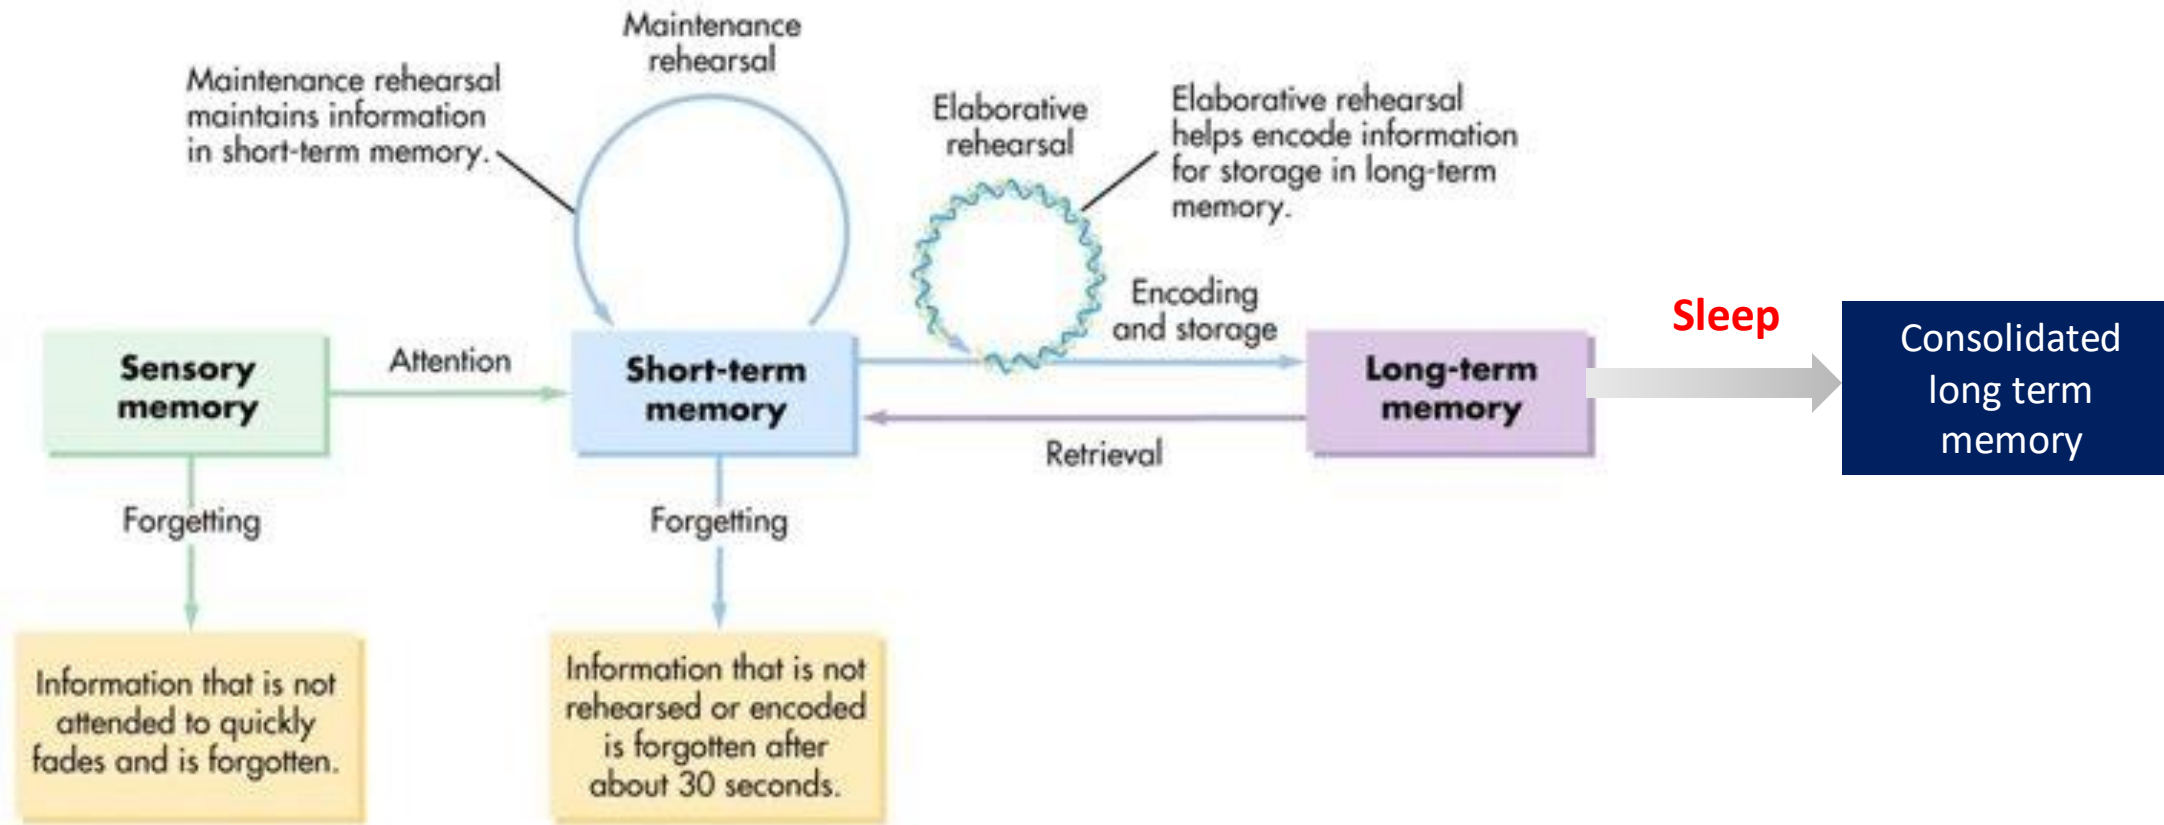 Maintenance
rehearsal
Maintenance rehearsal
maintains information
in short-term memory.
Elaborative
rehearsal
Elaborative rehearsal
helps encode information
for storage in long-term
memory.
Sensory
memory
Attention
Short-term
memory
Encoding
and storage
Retrieval
Long-term
memory
Sleep
Consolidated
long term
memory
Forgetting
Forgetting
Information that is not
attended to quickly
fades and is forgotten.
Information that is not
rehearsed or encoded
is forgotten after
about 30 seconds.